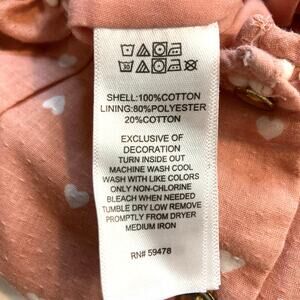 SHELL:100%COTTON
LINING:80%POLYESTER
20%COTTON
EXCLUSIVE OF
DECORATION
TURN INSIDE OUT
MACHINE WASH COOL
WASH WITH LIKE COLORS
ONLY NON-CHLORINE
BLEACH WHEN NEEDED
TUMBLE DRY LOW REMOVE
PROMPTLY FROM DRYER
MEDIUM IRON
RN# 59478